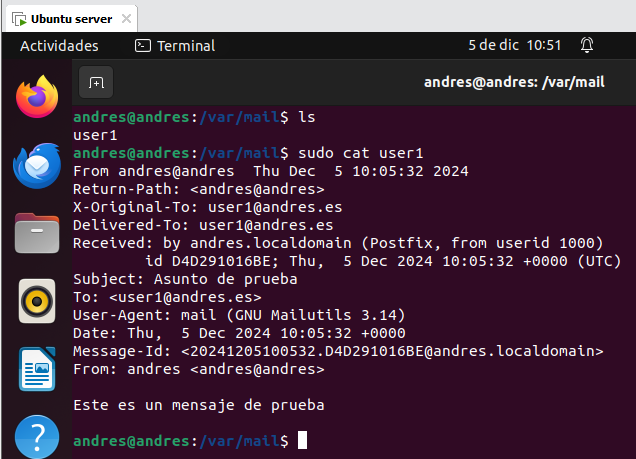 Ubuntu server
Actividades
Terminal
5 de dic 10:51
andres@andres: /var/mail
andres@andres:/var/mail$ ls
user1
andres@andres:/var/mail$ sudo cat user1
From andres@andres  Thu Dec  5 10:05:32 2024
Return-Path: <andres@andres>
X-Original-To: user1@andres.es
Delivered-To: user1@andres.es
Received: by andres.localdomain (Postfix, from userid 1000)
        id D4D291016BE; Thu,  5 Dec 2024 10:05:32 +0000 (UTC)
Subject: Asunto de prueba
To: <user1@andres.es>
User-Agent: mail (GNU Mailutils 3.14)
Date: Thu,  5 Dec 2024 10:05:32 +0000
Message-Id: <20241205100532.D4D291016BE@andres.localdomain>
From: andres <andres@andres>

Este es un mensaje de prueba

andres@andres:/var/mail$